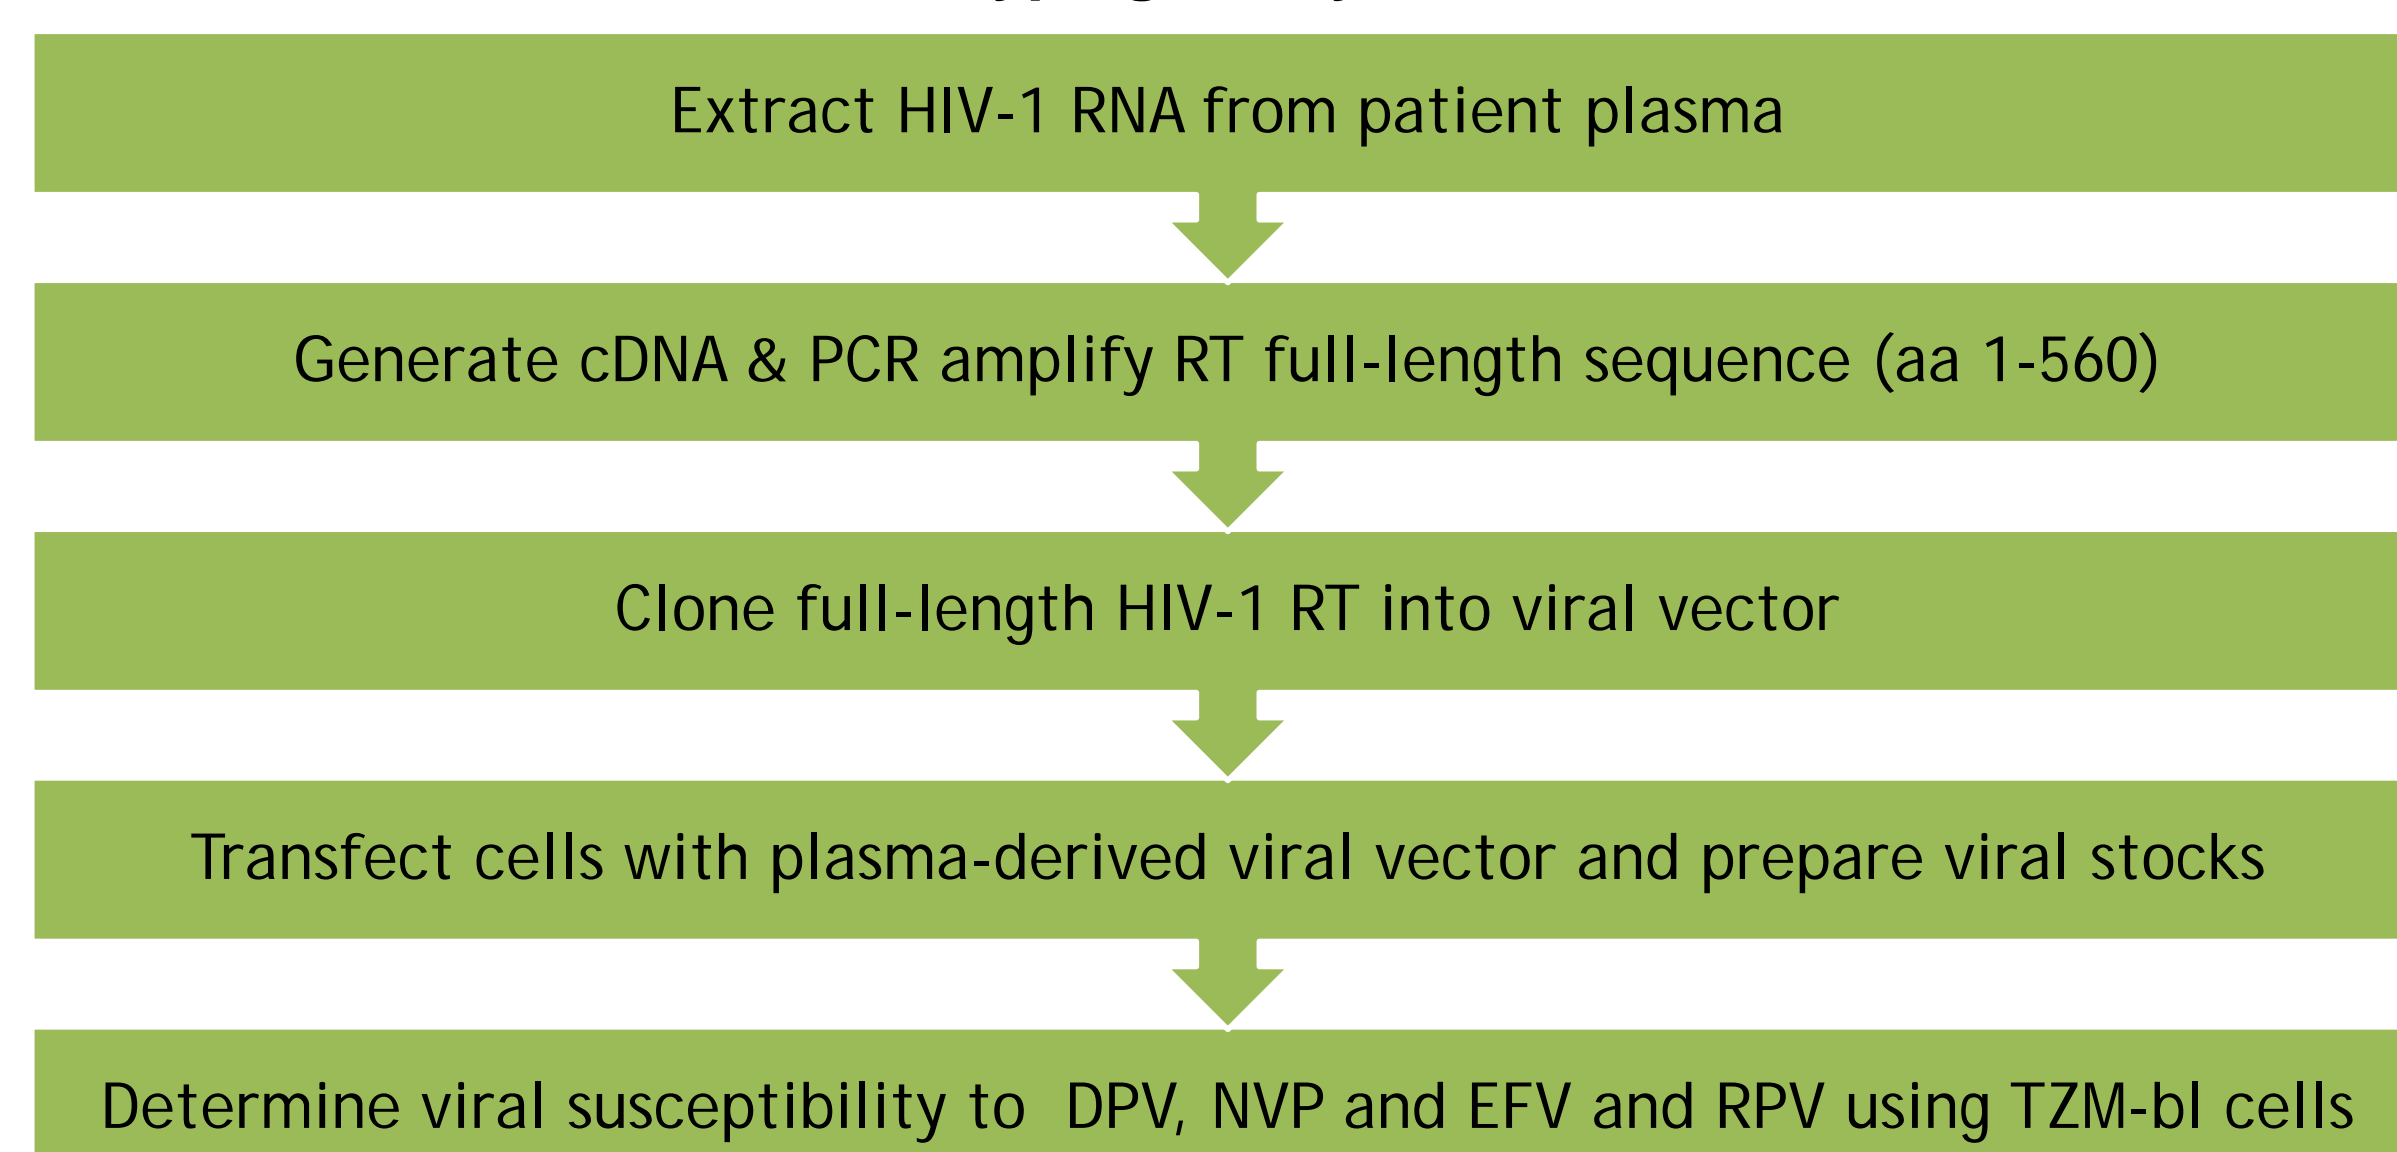 Extract HIV-1 RNA from patient plasma
Generate cDNA & PCR amplify RT full-length sequence (aa 1-560)
Clone full-length HIV-1 RT into viral vector
Transfect cells with plasma-derived viral vector and prepare viral stocks
Determine viral susceptibility to DPV, NVP and EFV and RPV using TZM-bl cells